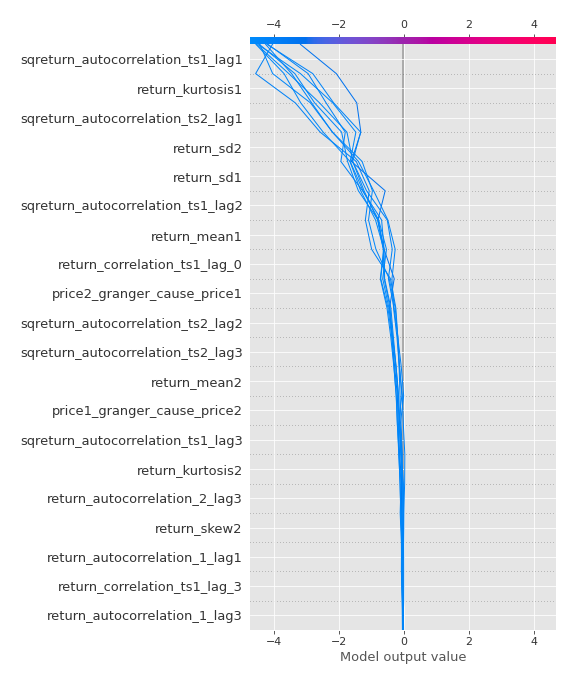 −4 −2 0 2 4
sqreturn_autocorrelation_ts1_lag1
return_kurtosis1
sqreturn_autocorrelation_ts2_lag1
return_sd2
return_sd1
sqreturn_autocorrelation_ts1_lag2
return_mean1
return_correlation_ts1_lag_0
price2_granger_cause_price1
sqreturn_autocorrelation_ts2_lag2
sqreturn_autocorrelation_ts2_lag3
return_mean2
price1_granger_cause_price2
sqreturn_autocorrelation_ts1_lag3
return_kurtosis2
return_autocorrelation_2_lag3
return_skew2
return_autocorrelation_1_lag1
return_correlation_ts1_lag_3
return_autocorrelation_1_lag3
−4 −2 0 2 4
Model output value